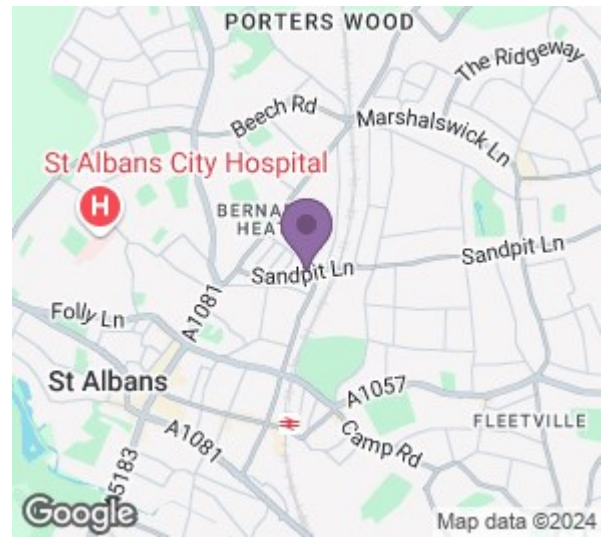 PORTERS WOOD
The Ridgeway
Beech Rd
Marshalswick Ln
St Albans City Hospital
H
BERNA
HEAT
Sandpit Ln
Sandpit Ln
A1081
Folly Ln
St Albans
A1057
A1081
FLEETVILLE
Camp Rd
A5183
Google
Map data ©2024